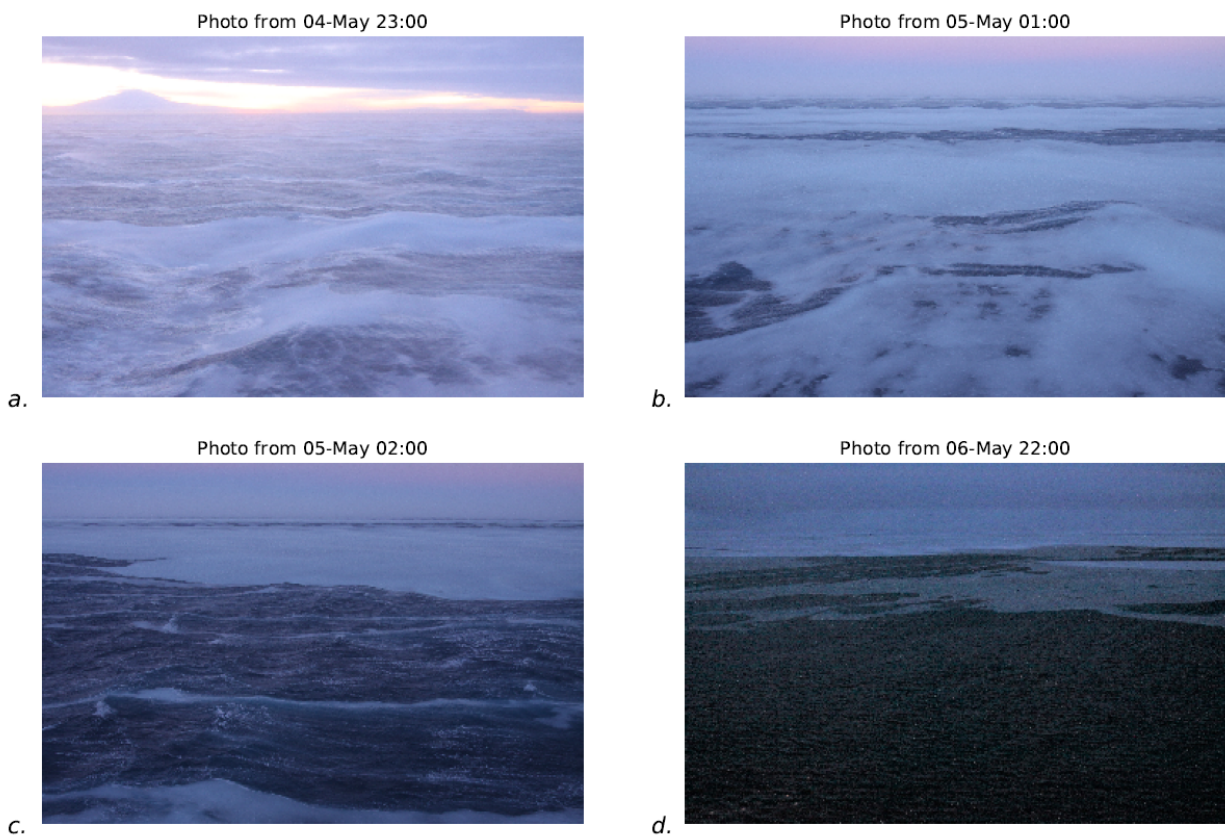 Photo from 04-May 23:00
Photo from 05-May 01:00
a.
b.
Photo from 05-May 02:00
Photo from 06-May 22:00
c.
d.